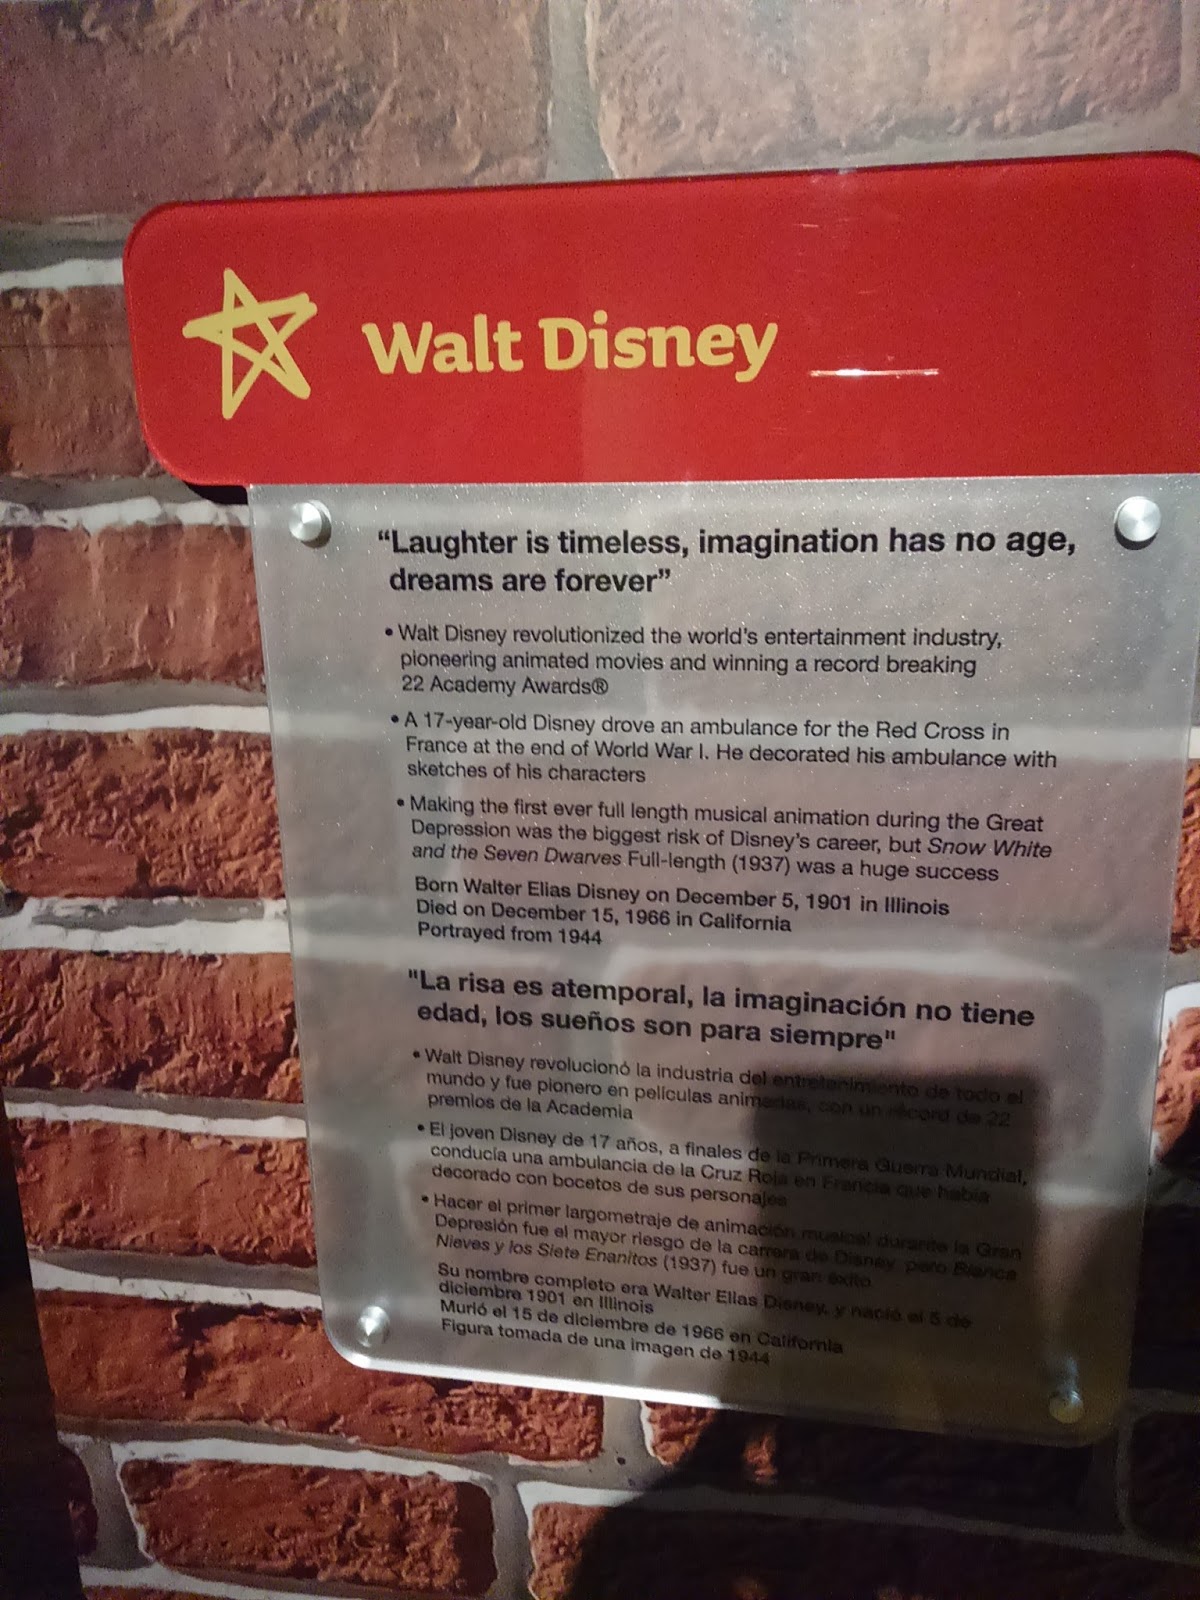 Walt Disney
“Laughter is timeless, imagination has no age,
dreams are forever”
• Walt Disney revolutionized the world’s entertainment industry,
pioneering animated movies and winning a record breaking
22 Academy Awards®
• A 17-year-old Disney drove an ambulance for the Red Cross in
France at the end of World War I. He decorated his ambulance with
sketches of his characters
• Making the first ever full length musical animation during the Great
Depression was the biggest risk of Disney’s career, but Snow White
and the Seven Dwarves Full-length (1937) was a huge success
Born Walter Elias Disney on December 5, 1901 in Illinois
Died on December 15, 1966 in California
Portrayed from 1944
"La risa es atemporal, la imaginación no tiene
edad, los sueños son para siempre"
• Walt Disney revolucionó la industria del entretenimiento de todo el
mundo y fue pionero en películas animadas, con un récord de 22
premios de la Academia
• El joven Disney de 17 años, a finales de la Primera Guerra Mundial,
conducía una ambulancia de la Cruz Roja en Francia que había
decorado con bocetos de sus personajes
• Hacer el primer largometraje de animación musical durante la Gran
Depresión fue el mayor riesgo de la carrera de Disney, pero Blanca
Nieves y los Siete Enanitos (1937) fue un gran éxito
Su nombre completo era Walter Elias Disney, y nació el 5 de
diciembre 1901 en Illinois
Murió el 15 de diciembre de 1966 en California
Figura tomada de una imagen de 1944